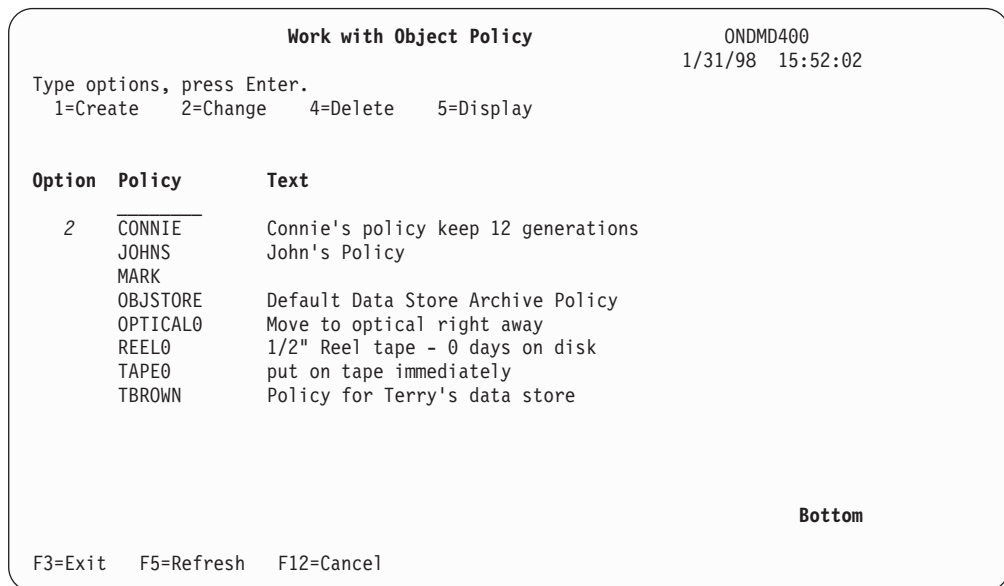 Work with Object Policy ONDMD400
1/31/98 15:52:02
Type options, press Enter.
1=Create 2=Change 4=Delete 5=Display
Option Policy Text
________
2 CONNIE Connie's policy keep 12 generations
JOHNS John's Policy
MARK
OBJSTORE Default Data Store Archive Policy
OPTICAL0 Move to optical right away
REEL0 1/2" Reel tape - 0 days on disk
TAPE0 put on tape immediately
TBROWN Policy for Terry's data store
Bottom
F3=Exit F5=Refresh F12=Cancel